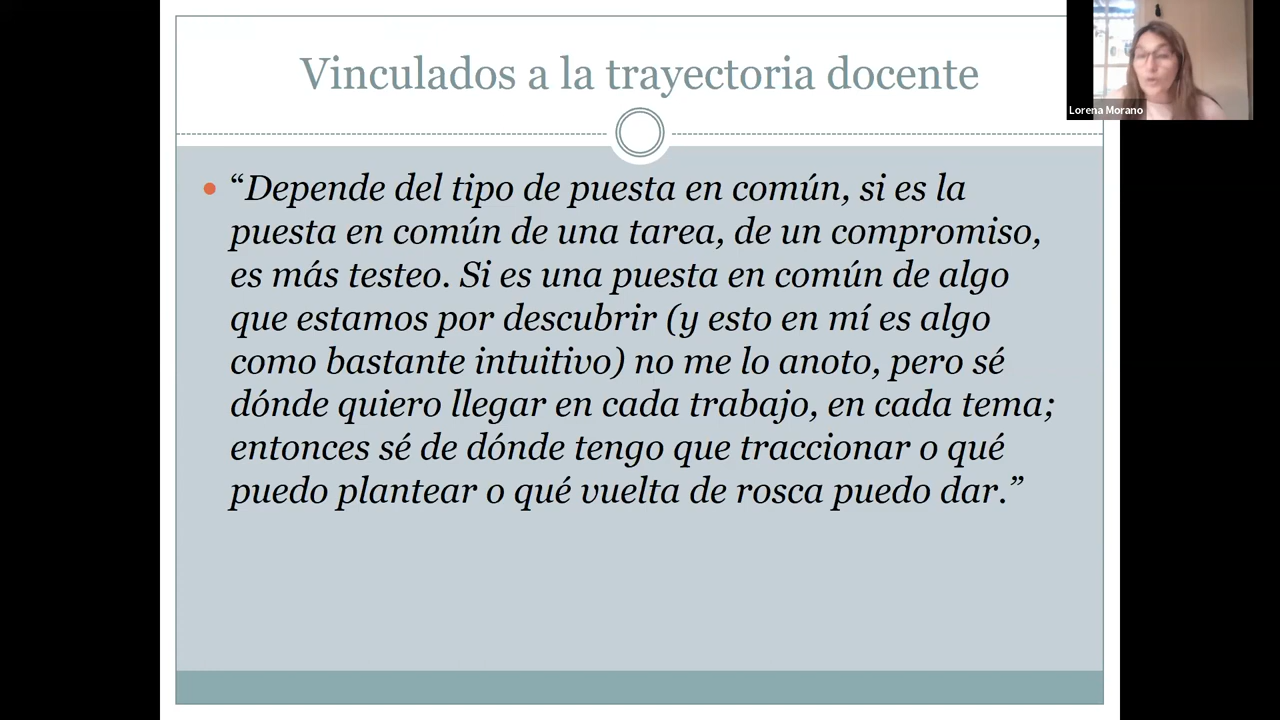 Vinculados a la trayectoria docente
Lorena Morano
“Depende del tipo de puesta en común, si es la
puesta en común de una tarea, de un compromiso,
es más testeo. Si es una puesta en común de algo
que estamos por descubrir (y esto en mí es algo
como bastante intuitivo) no me lo anoto, pero sé
dónde quiero llegar en cada trabajo, en cada tema;
entonces sé de dónde tengo que traccionar o qué
puedo plantear o qué vuelta de rosca puedo dar.”